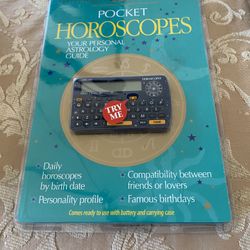 POCKET
HOROSCOPES
YOUR PERSONAL
ASTROLOGY
GUIDE
HOROSCOPES
TRY
ME
• Daily
horoscopes
by birth date
• Personality profile
• Compatibility between
friends or lovers
• Famous birthdays
Comes ready to use with battery and carrying case